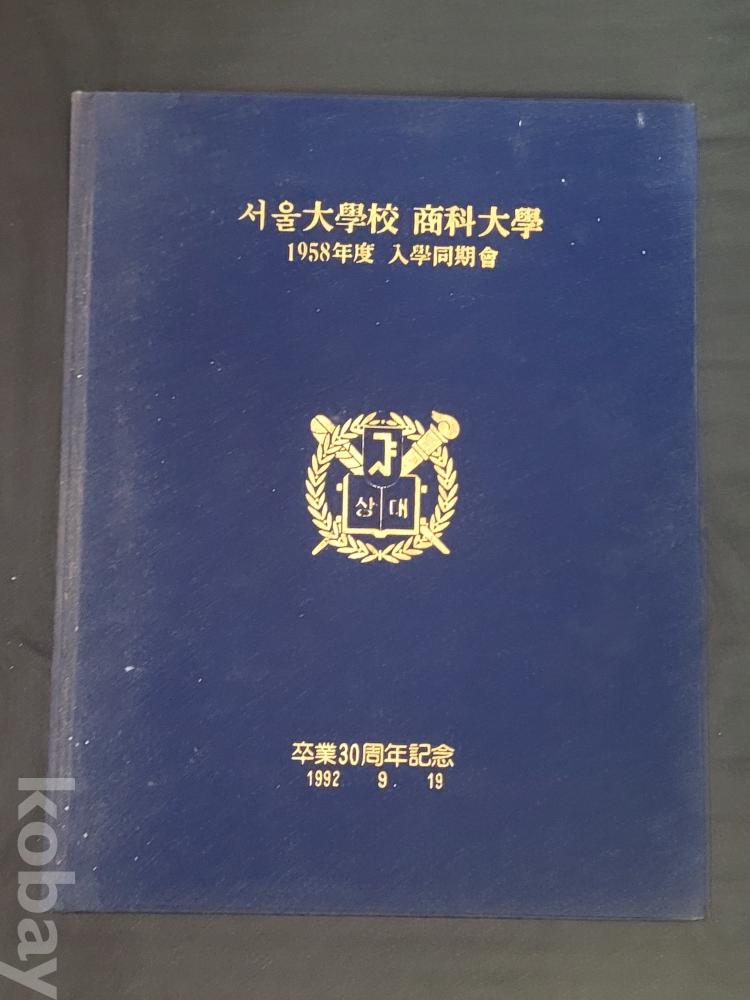 서울大學校 商科大學
1958年度 入學同期會
상 대
卒業30周年記念
1992 9 19
kobay